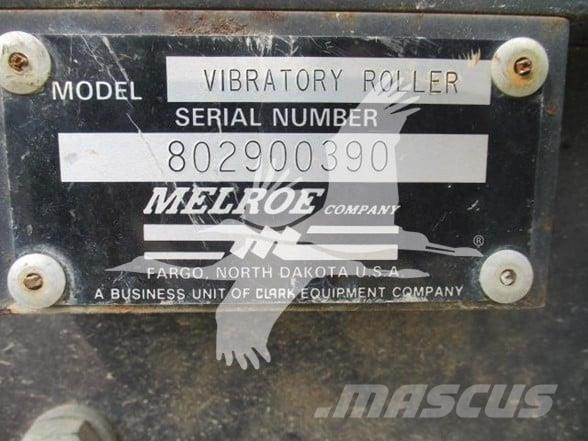 MODEL VIBRATORY ROLLER
SERIAL NUMBER
802900390
MELROE COMPANY
®
FARGO, NORTH DAKOTA U.S.A
A BUSINESS UNIT OF CLARK EQUIPMENT COMPANY
MASCUS